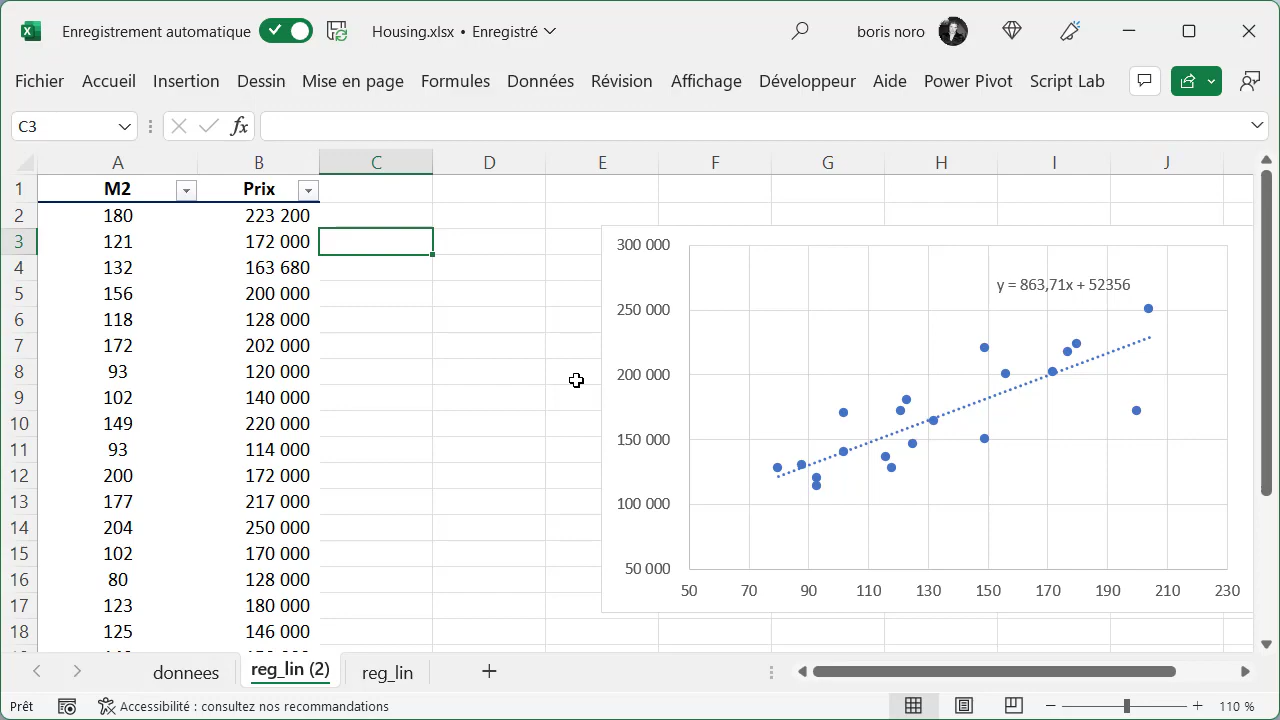 Enregistrement automatique
Housing.xlsx • Enregistré
boris noro
Fichier Accueil Insertion Dessin Mise en page Formules Données Révision Affichage Développeur Aide Power Pivot Script Lab
C3
fx
A B C D E F G H I J
1 M2 Prix
2 180 223 200
3 121 172 000
4 132 163 680
5 156 200 000
6 118 128 000
7 172 202 000
8 93 120 000
9 102 140 000
10 149 220 000
11 93 114 000
12 200 172 000
13 177 217 000
14 204 250 000
15 102 170 000
16 80 128 000
17 123 180 000
18 125 146 000
300 000
y = 863,71x + 52356
250 000
200 000
150 000
100 000
50 000
50 70 90 110 130 150 170 190 210 230
donnees reg_lin (2) reg_lin
Prêt
Accessibilité : consultez nos recommandations
110 %